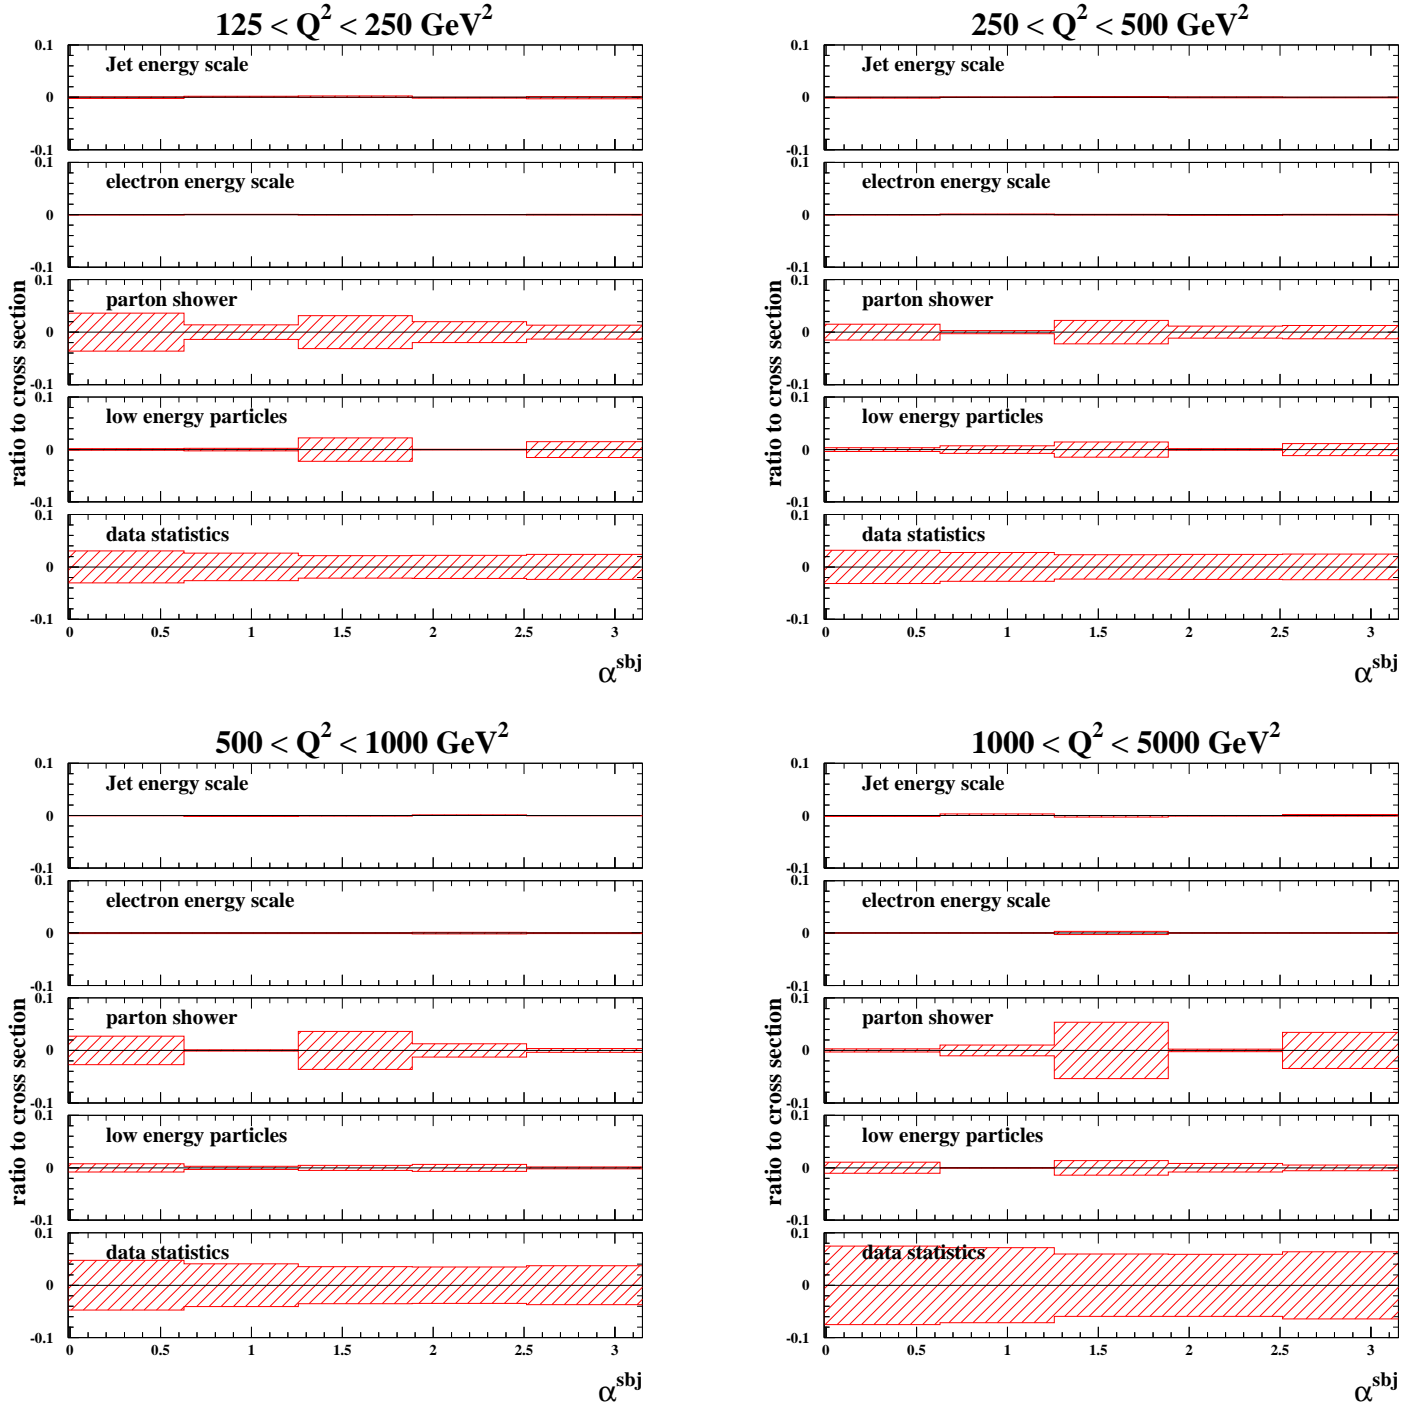 125 < Q² < 250 GeV²
0.1
Jet energy scale
0
-0.1
0.1
electron energy scale
0
-0.1
0.1
parton shower
0
-0.1
0.1
low energy particles
0
-0.1
0.1
data statistics
0
-0.1
0 0.5 1 1.5 2 2.5 3
α^sbj
ratio to cross section
250 < Q² < 500 GeV²
0.1
Jet energy scale
0
-0.1
0.1
electron energy scale
0
-0.1
0.1
parton shower
0
-0.1
0.1
low energy particles
0
-0.1
0.1
data statistics
0
-0.1
0 0.5 1 1.5 2 2.5 3
α^sbj
ratio to cross section
500 < Q² < 1000 GeV²
0.1
Jet energy scale
0
-0.1
0.1
electron energy scale
0
-0.1
0.1
parton shower
0
-0.1
0.1
low energy particles
0
-0.1
0.1
data statistics
0
-0.1
0 0.5 1 1.5 2 2.5 3
α^sbj
ratio to cross section
1000 < Q² < 5000 GeV²
0.1
Jet energy scale
0
-0.1
0.1
electron energy scale
0
-0.1
0.1
parton shower
0
-0.1
0.1
low energy particles
0
-0.1
0.1
data statistics
0
-0.1
0 0.5 1 1.5 2 2.5 3
α^sbj
ratio to cross section